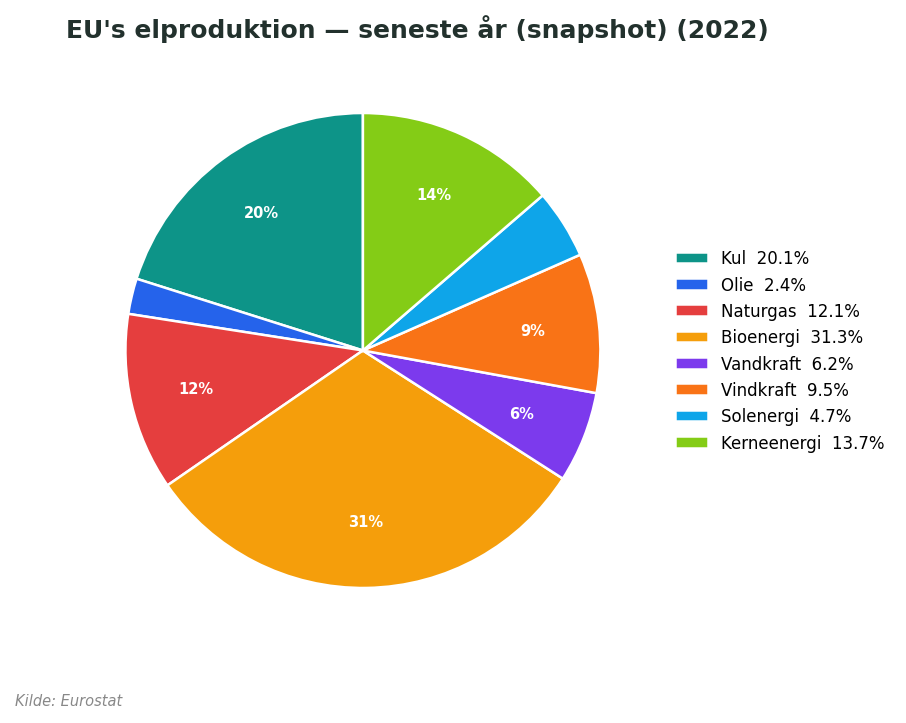 EU's elproduktion — seneste år (snapshot) (2022)
20%
14%
9%
12%
6%
31%
Kul  20.1%
Olie  2.4%
Naturgas  12.1%
Bioenergi  31.3%
Vandkraft  6.2%
Vindkraft  9.5%
Solenergi  4.7%
Kerneenergi  13.7%
Kilde: Eurostat